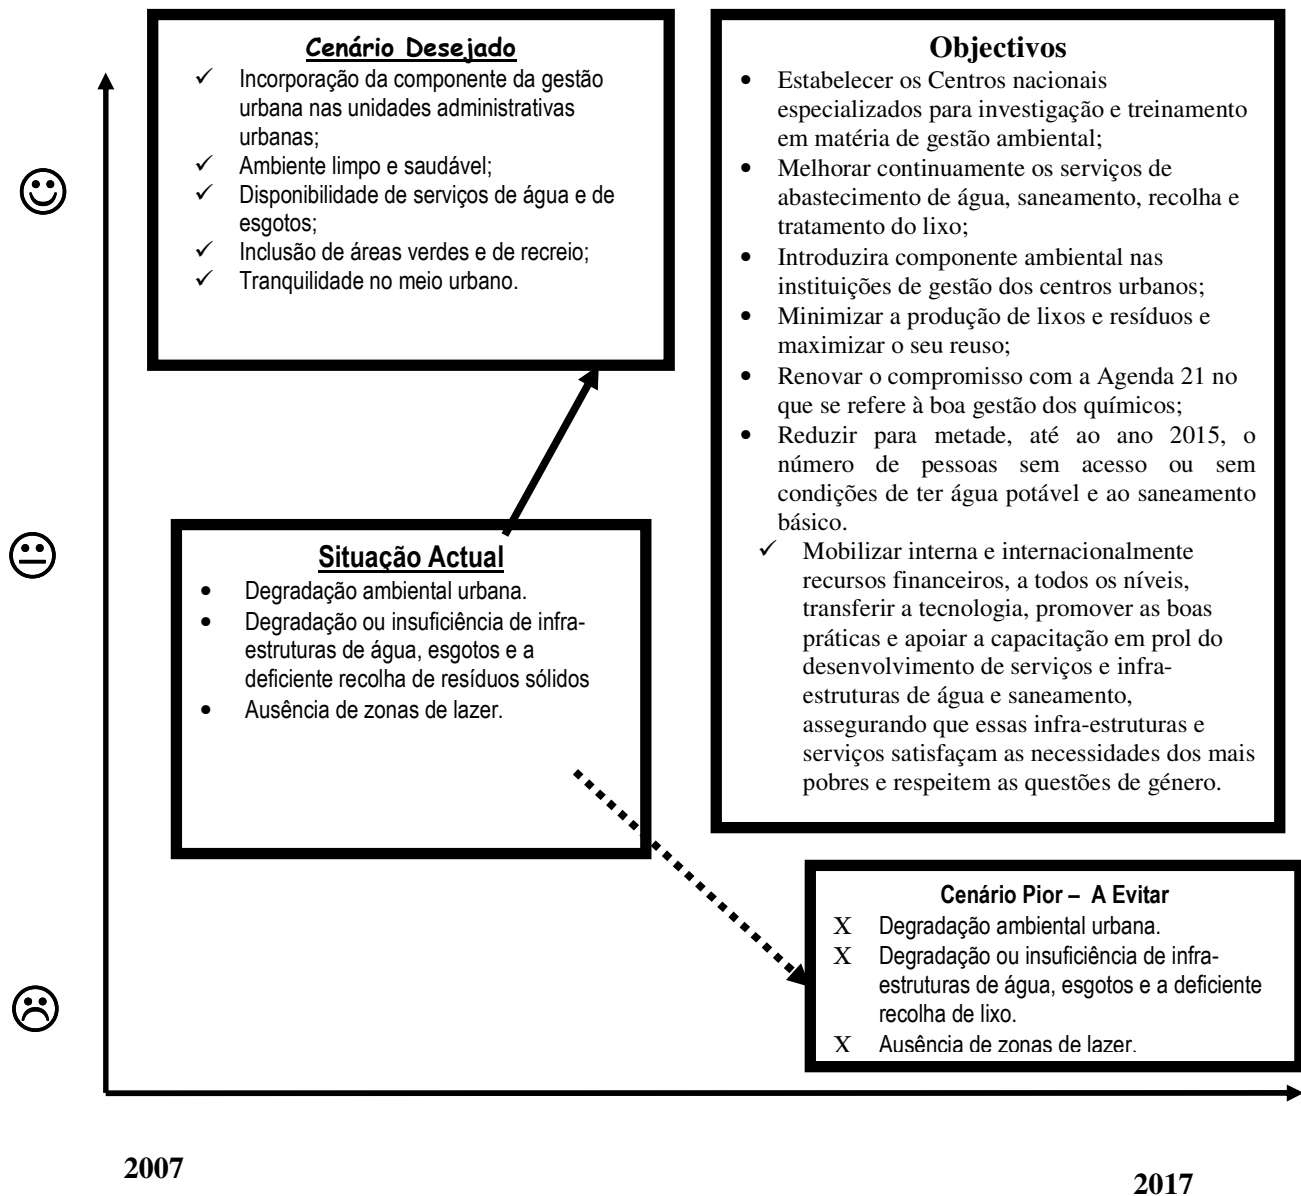 Cenário Desejado
✓ Incorporação da componente da gestão
urbana nas unidades administrativas
urbanas;
✓ Ambiente limpo e saudável;
✓ Disponibilidade de serviços de água e de
esgotos;
✓ Inclusão de áreas verdes e de recreio;
✓ Tranquilidade no meio urbano.
Situação Actual
• Degradação ambiental urbana.
• Degradação ou insuficiência de infra-
estruturas de água, esgotos e a
deficiente recolha de resíduos sólidos
• Ausência de zonas de lazer.
Objectivos
• Estabelecer os Centros nacionais
especializados para investigação e treinamento
em matéria de gestão ambiental;
• Melhorar continuamente os serviços de
abastecimento de água, saneamento, recolha e
tratamento do lixo;
• Introduzira componente ambiental nas
instituições de gestão dos centros urbanos;
• Minimizar a produção de lixos e resíduos e
maximizar o seu reuso;
• Renovar o compromisso com a Agenda 21 no
que se refere à boa gestão dos químicos;
• Reduzir para metade, até ao ano 2015, o
número de pessoas sem acesso ou sem
condições de ter água potável e ao saneamento
básico.
✓ Mobilizar interna e internacionalmente
recursos financeiros, a todos os níveis,
transferir a tecnologia, promover as boas
práticas e apoiar a capacitação em prol do
desenvolvimento de serviços e infra-
estruturas de água e saneamento,
assegurando que essas infra-estruturas e
serviços satisfaçam as necessidades dos mais
pobres e respeitem as questões de género.
Cenário Pior – A Evitar
X Degradação ambiental urbana.
X Degradação ou insuficiência de infra-
estruturas de água, esgotos e a deficiente
recolha de lixo.
X Ausência de zonas de lazer.
2007
2017